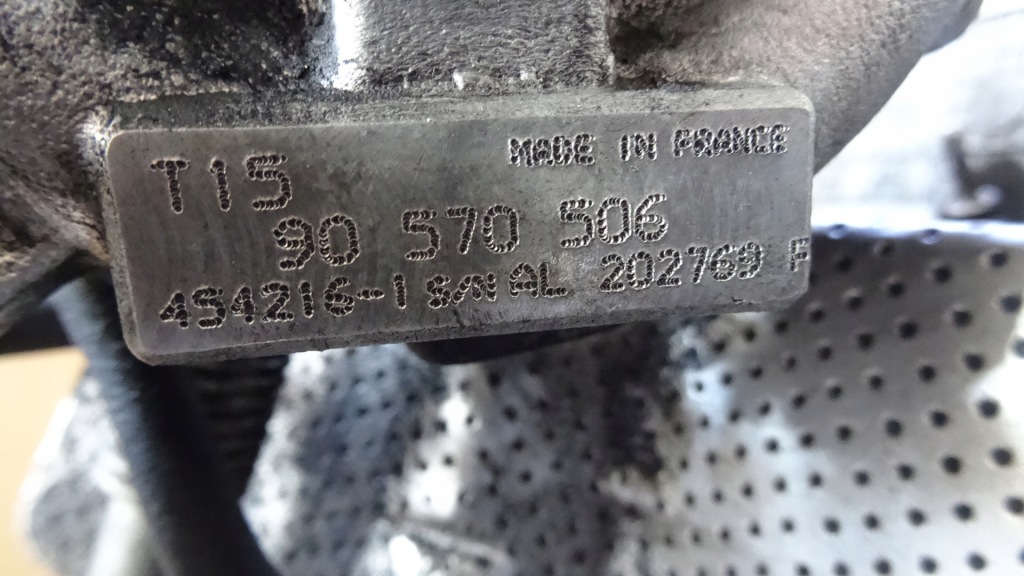 T15 MADE IN FRANCE
90 570 506
454216-1 S/N AL 202769 F